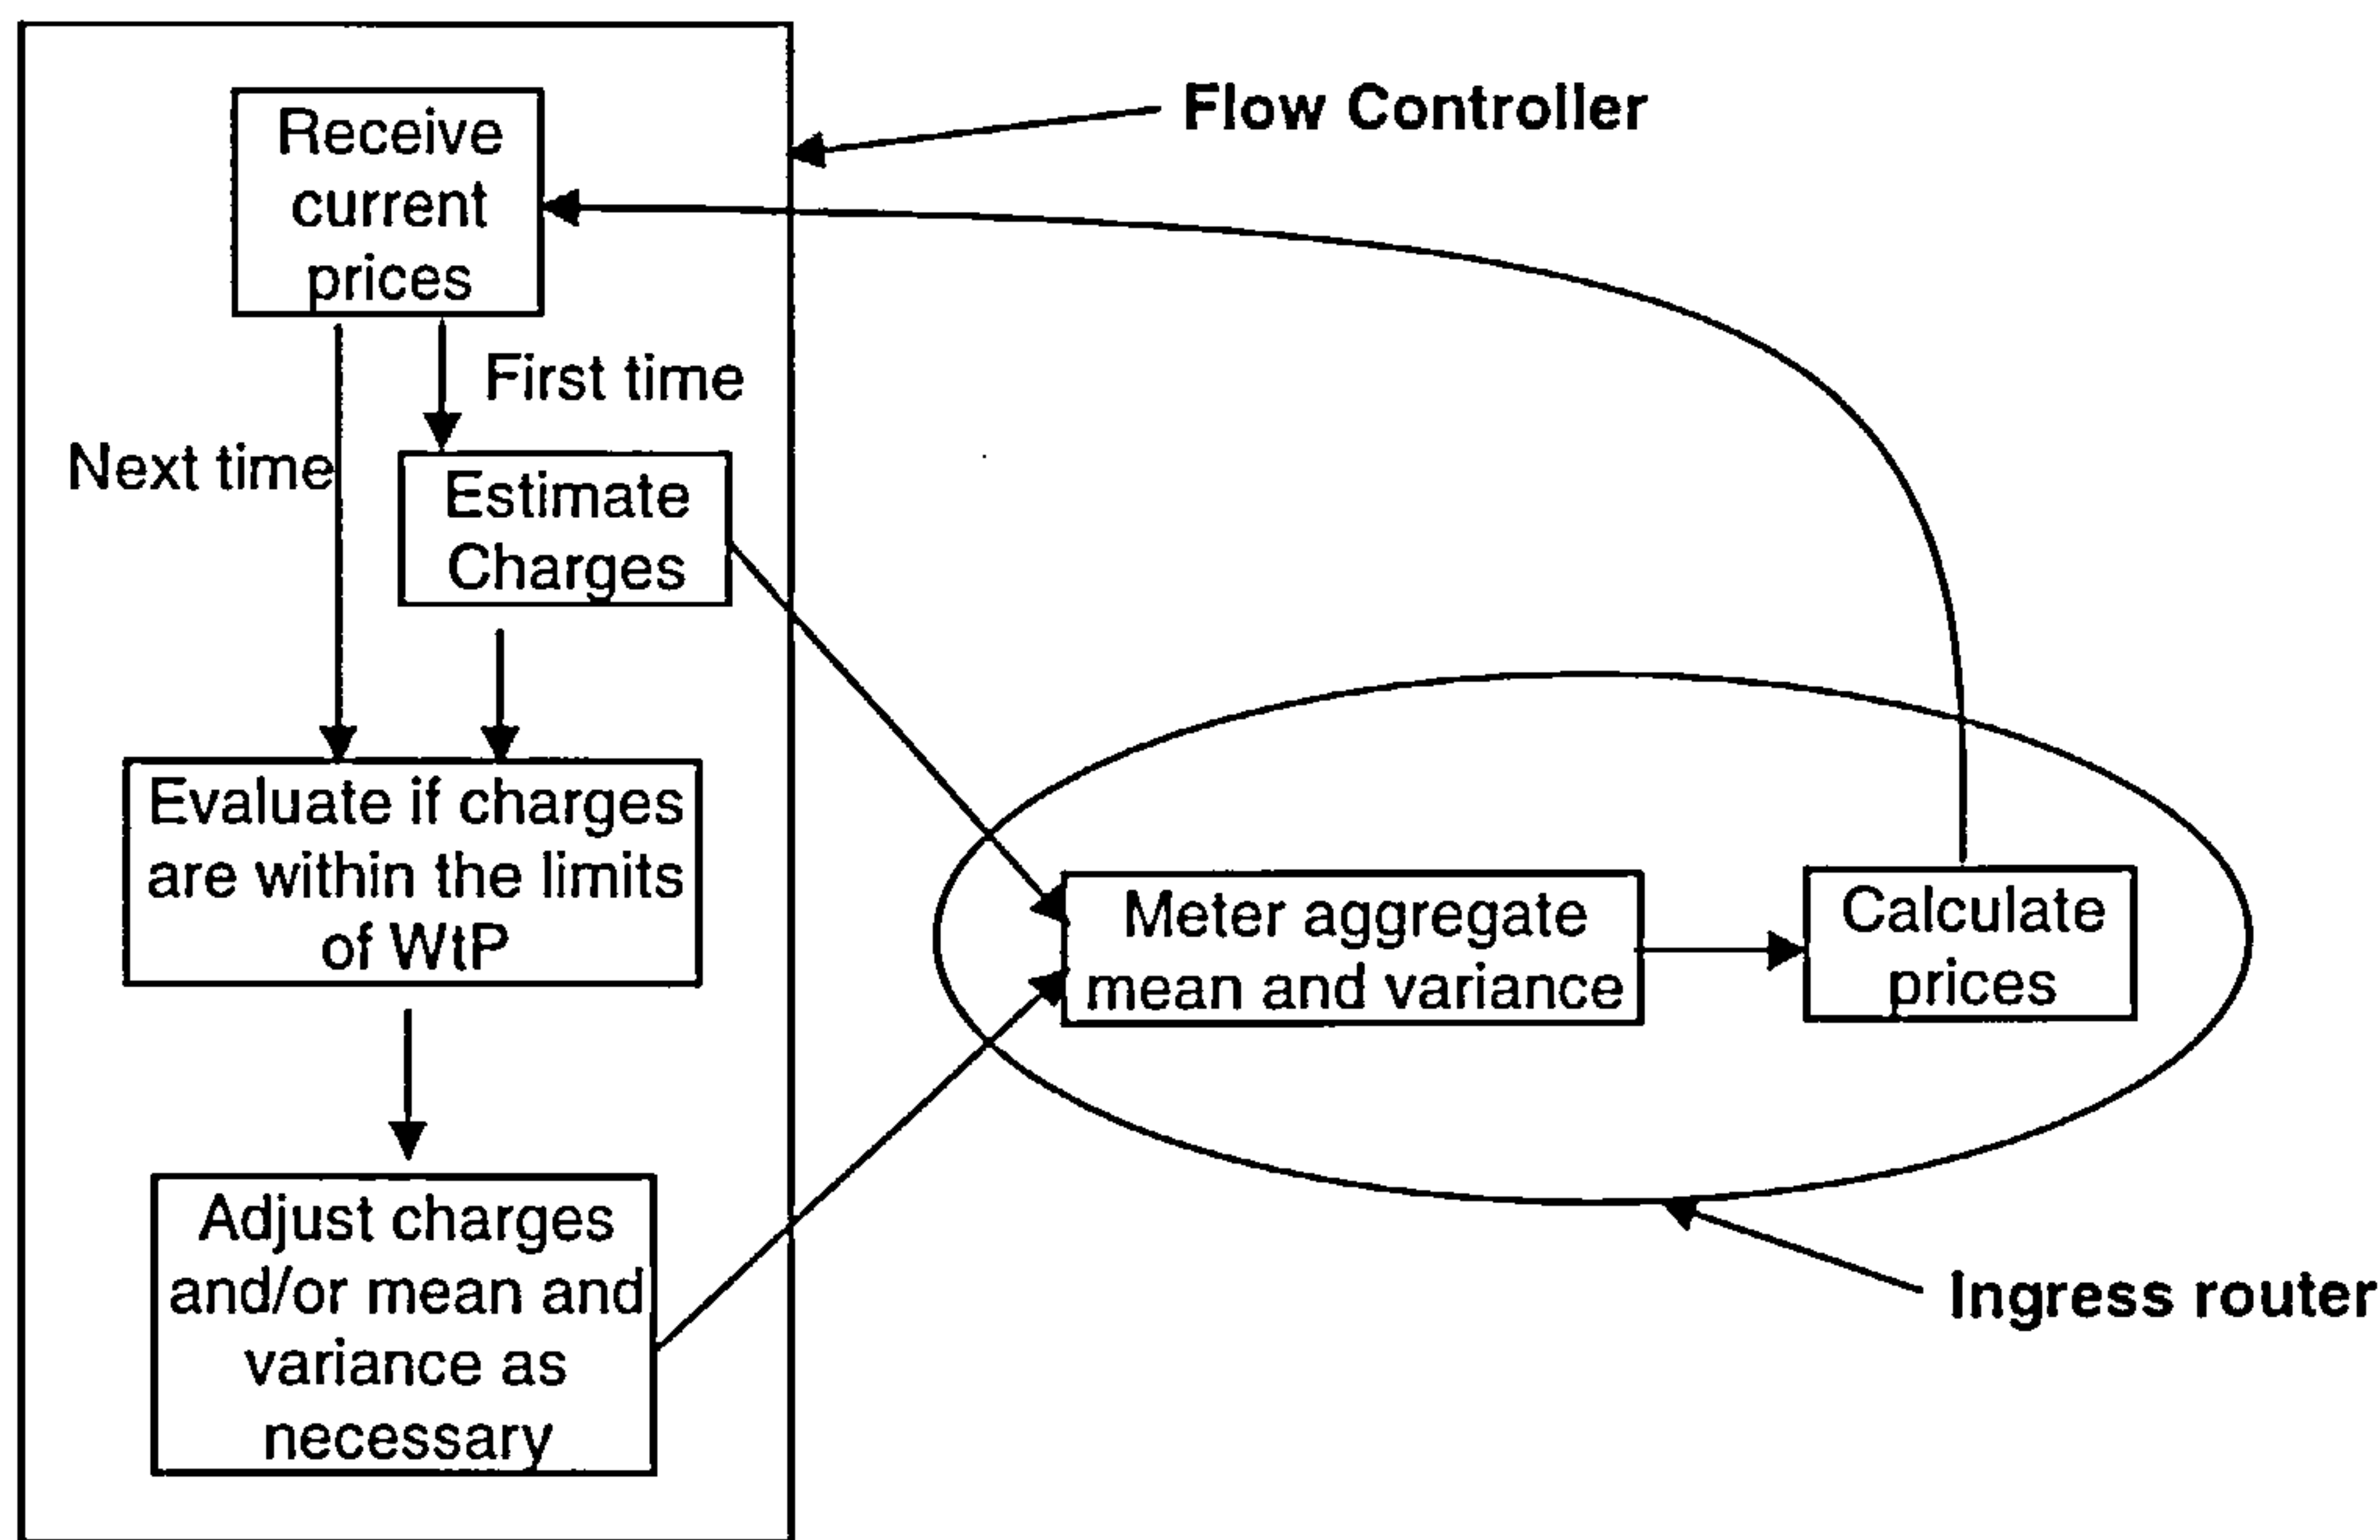 Receive
current
prices
Flow Controller
First time
Next time
Estimate
Charges
Evaluate if charges
are within the limits
of WtP
Meter aggregate
mean and variance
Calculate
prices
Adjust charges
and/or mean and
variance as
necessary
Ingress router